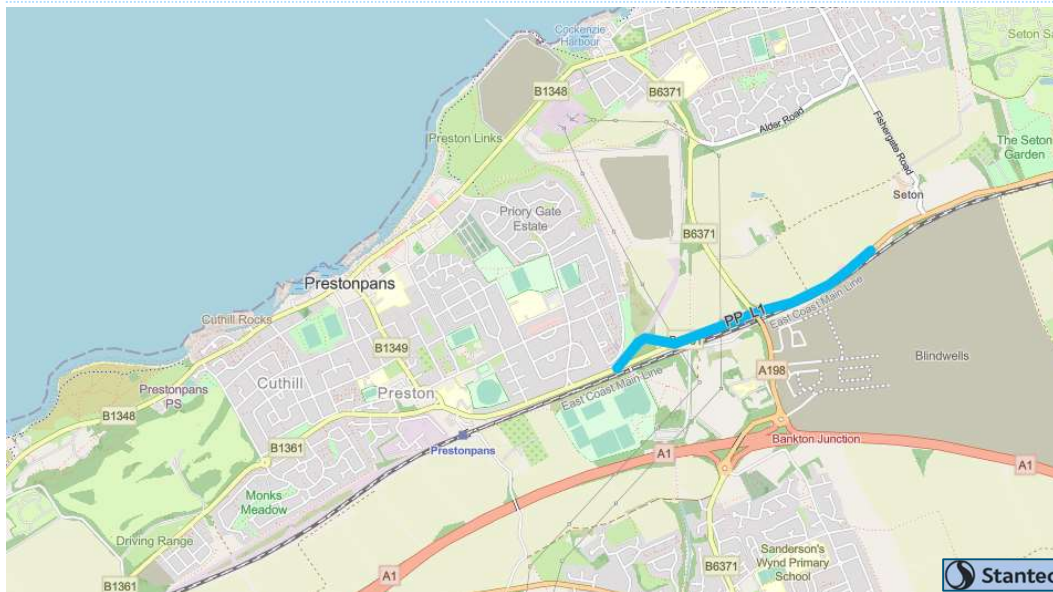 Cockenzie
Harbour
Seton Sa
B1348
B6371
Preston Links
Alder Road
Fishergate Road
The Seton
Garden
Seton
Priory Gate
Estate
B6371
Prestonpans
PP_L1
East Coast Main Line
Cuthill Rocks
B1349
Blindwells
Cuthill
Prestonpans
PS
Preston
A198
East Coast Main Line
B1348
B1361
Prestonpans
Bankton Junction
A1
A1
Monks
Meadow
Driving Range
Sanderson's
Wynd Primary
School
A1
B6371
B1361
Stantec